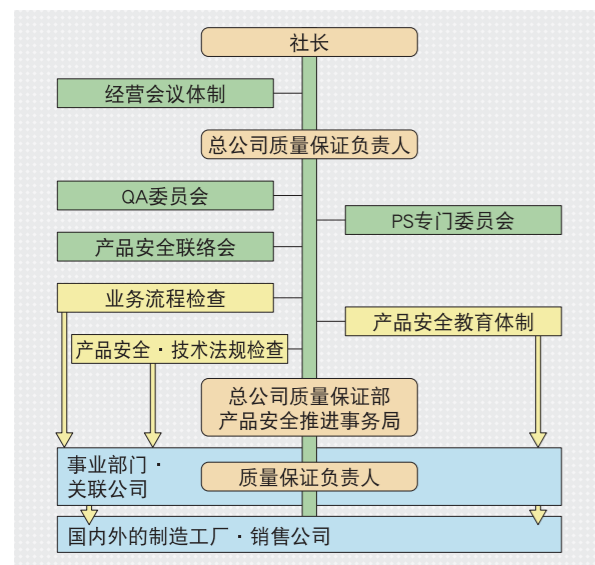 社长
经营会议体制
总公司质量保证负责人
QA委员会
PS专门委员会
产品安全联络会
业务流程检查
产品安全教育体制
产品安全·技术法规检查
总公司质量保证部
产品安全推进事务局
事业部门·
关联公司
质量保证负责人
国内外的制造工厂·销售公司